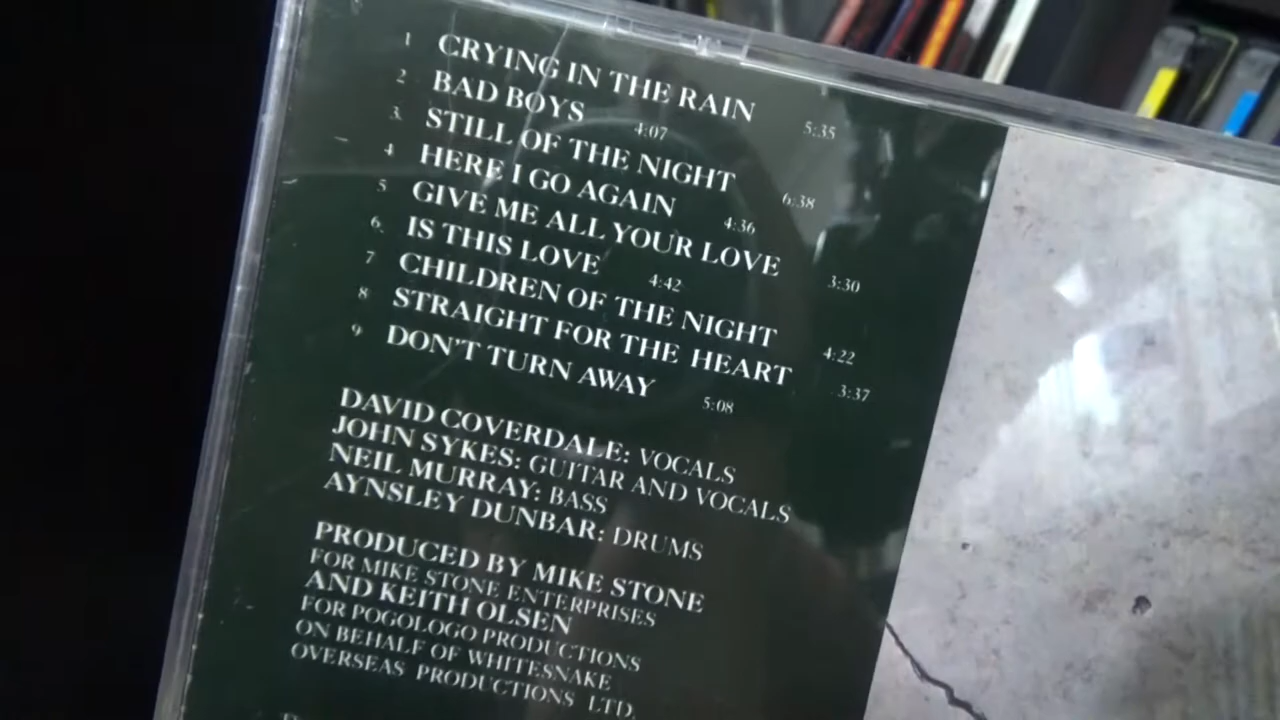 1 CRYING IN THE RAIN 5:35
2 BAD BOYS 4:07
3. STILL OF THE NIGHT 6:38
4 HERE I GO AGAIN 4:36
5 GIVE ME ALL YOUR LOVE 3:30
6. IS THIS LOVE 4:42
7 CHILDREN OF THE NIGHT 4:22
8 STRAIGHT FOR THE HEART 3:37
9 DON'T TURN AWAY 5:08
DAVID COVERDALE: VOCALS
JOHN SYKES: GUITAR AND VOCALS
NEIL MURRAY: BASS
AYNSLEY DUNBAR: DRUMS
PRODUCED BY MIKE STONE
FOR MIKE STONE ENTERPRISES
AND KEITH OLSEN
FOR POGOLOGO PRODUCTIONS
ON BEHALF OF WHITESNAKE
OVERSEAS PRODUCTIONS LTD.